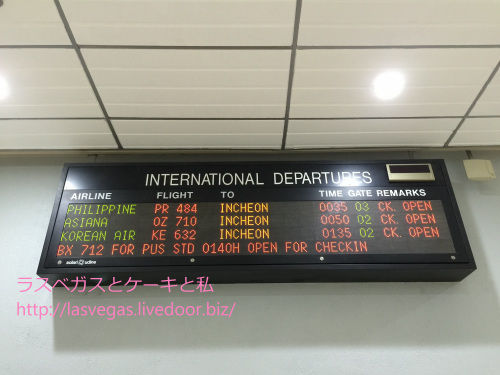 INTERNATIONAL DEPARTURES
AIRLINE FLIGHT TO TIME GATE REMARKS
PHILIPPINE PR 484 INCHEON 0035 03 CK. OPEN
ASIANA OZ 710 INCHEON 0050 02 CK. OPEN
KOREAN AIR KE 632 INCHEON 0135 02 CK. OPEN
BX 712 FOR PUS STD 0140H OPEN FOR CHECKIN
solari udine
ラスベガスとケーキと私
http://lasvegas.livedoor.biz/